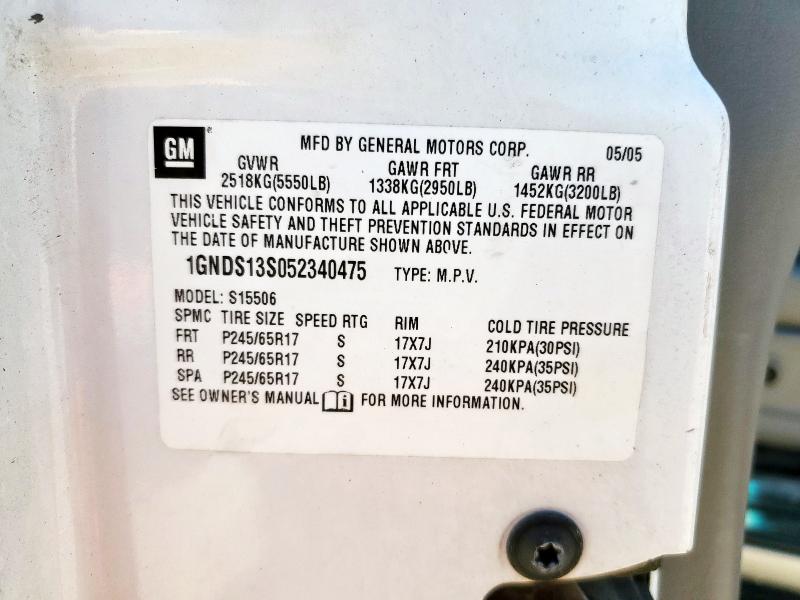 GM MFD BY GENERAL MOTORS CORP. 05/05
GVWR GAWR FRT GAWR RR
2518KG(5550LB) 1338KG(2950LB) 1452KG(3200LB)
THIS VEHICLE CONFORMS TO ALL APPLICABLE U.S. FEDERAL MOTOR
VEHICLE SAFETY AND THEFT PREVENTION STANDARDS IN EFFECT ON
THE DATE OF MANUFACTURE SHOWN ABOVE.
1GNDS13S052340475 TYPE: M.P.V.
MODEL: S15506
SPMC TIRE SIZE SPEED RTG RIM COLD TIRE PRESSURE
FRT P245/65R17 S 17X7J 210KPA(30PSI)
RR P245/65R17 S 17X7J 240KPA(35PSI)
SPA P245/65R17 S 17X7J 240KPA(35PSI)
SEE OWNER'S MANUAL i FOR MORE INFORMATION.